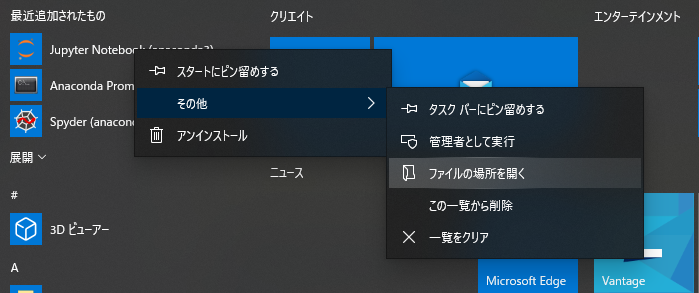 最近追加されたもの
クリエイト
エンターテインメント
Jupyter Notebook (anaconda3)
Anaconda Prom
Spyder (anacon
展開
#
3D ビューアー
A
スタートにピン留めする
その他
アンインストール
タスク バーにピン留めする
管理者として実行
ファイルの場所を開く
この一覧から削除
一覧をクリア
ニュース
Microsoft Edge
Vantage